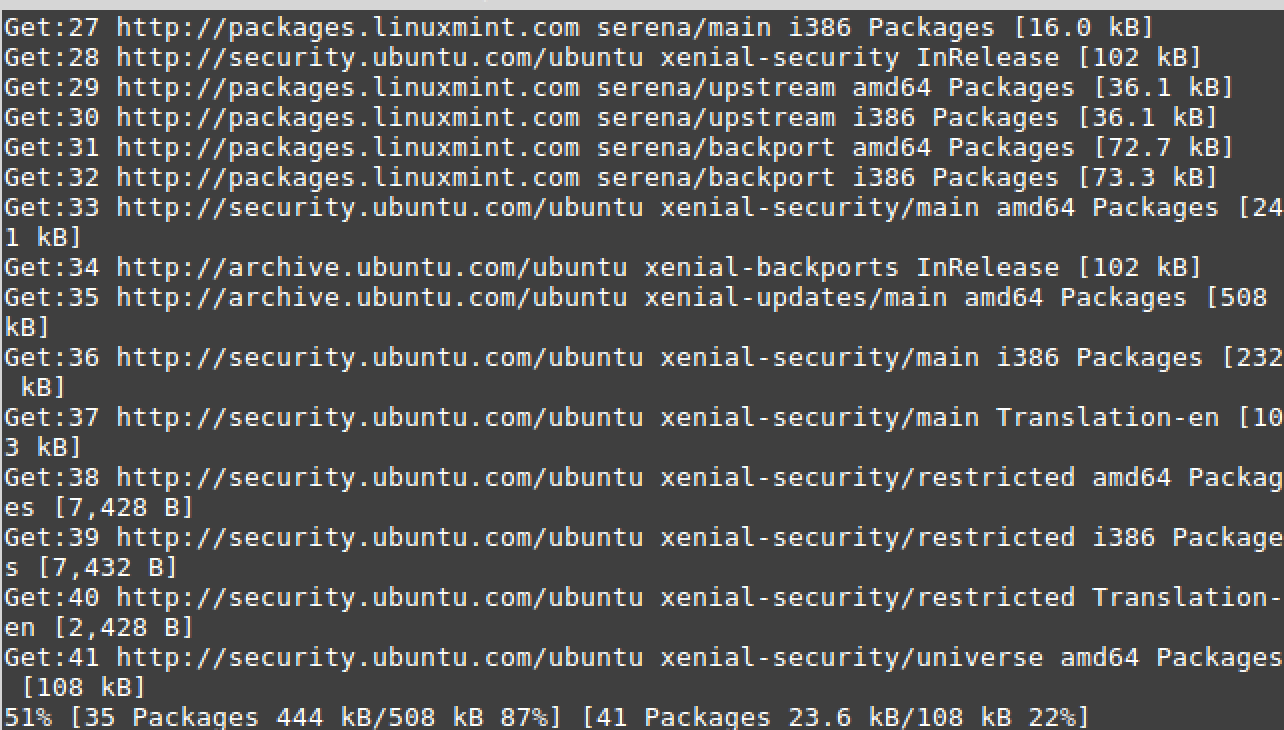 Get:27 http://packages.linuxmint.com serena/main i386 Packages [16.0 kB]
Get:28 http://security.ubuntu.com/ubuntu xenial-security InRelease [102 kB]
Get:29 http://packages.linuxmint.com serena/upstream amd64 Packages [36.1 kB]
Get:30 http://packages.linuxmint.com serena/upstream i386 Packages [36.1 kB]
Get:31 http://packages.linuxmint.com serena/backport amd64 Packages [72.7 kB]
Get:32 http://packages.linuxmint.com serena/backport i386 Packages [73.3 kB]
Get:33 http://security.ubuntu.com/ubuntu xenial-security/main amd64 Packages [24
1 kB]
Get:34 http://archive.ubuntu.com/ubuntu xenial-backports InRelease [102 kB]
Get:35 http://archive.ubuntu.com/ubuntu xenial-updates/main amd64 Packages [508
kB]
Get:36 http://security.ubuntu.com/ubuntu xenial-security/main i386 Packages [232
 kB]
Get:37 http://security.ubuntu.com/ubuntu xenial-security/main Translation-en [10
3 kB]
Get:38 http://security.ubuntu.com/ubuntu xenial-security/restricted amd64 Packag
es [7,428 B]
Get:39 http://security.ubuntu.com/ubuntu xenial-security/restricted i386 Package
s [7,432 B]
Get:40 http://security.ubuntu.com/ubuntu xenial-security/restricted Translation-
en [2,428 B]
Get:41 http://security.ubuntu.com/ubuntu xenial-security/universe amd64 Packages
 [108 kB]
51% [35 Packages 444 kB/508 kB 87%] [41 Packages 23.6 kB/108 kB 22%]